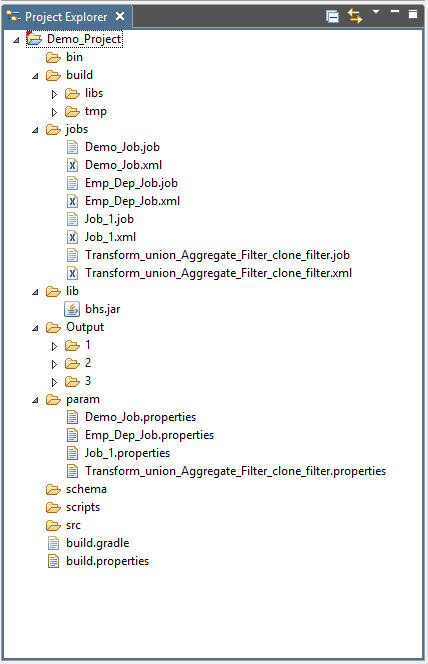 Project Explorer
Demo_Project
bin
build
libs
tmp
jobs
Demo_Job.job
Demo_Job.xml
Emp_Dep_Job.job
Emp_Dep_Job.xml
Job_1.job
Job_1.xml
Transform_union_Aggregate_Filter_clone_filter.job
Transform_union_Aggregate_Filter_clone_filter.xml
lib
bhs.jar
Output
1
2
3
param
Demo_Job.properties
Emp_Dep_Job.properties
Job_1.properties
Transform_union_Aggregate_Filter_clone_filter.properties
schema
scripts
src
build.gradle
build.properties